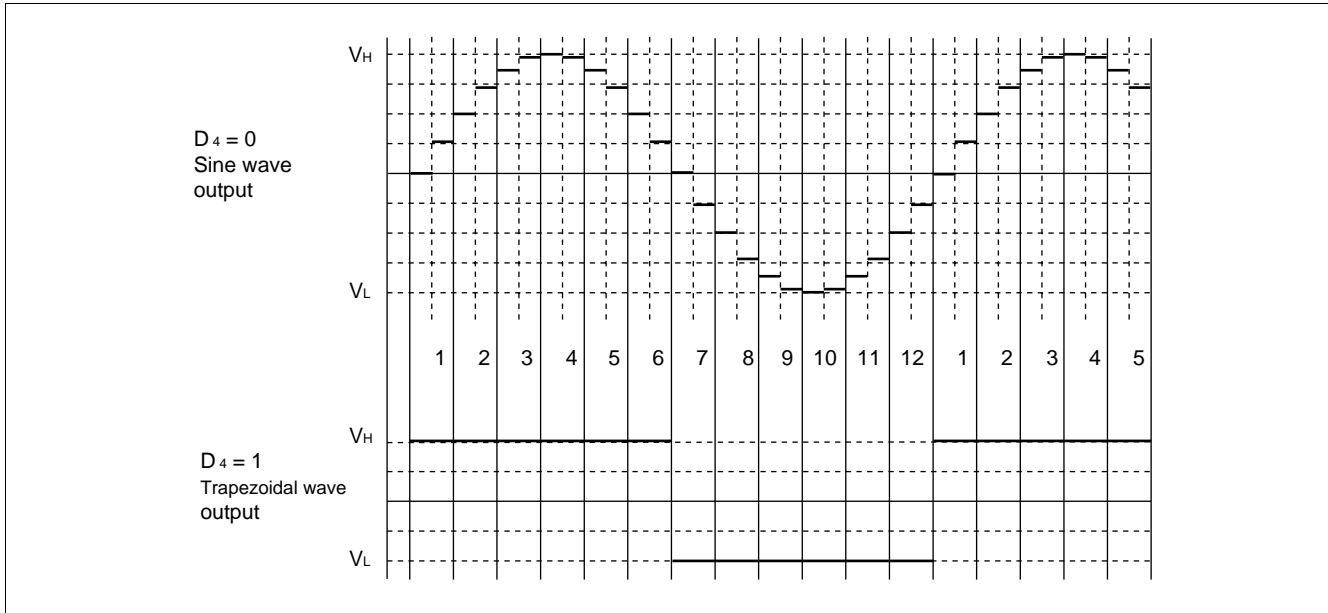 VH
D4 = 0
Sine wave
output
VL
1 2 3 4 5 6 7 8 9 10 11 12 1 2 3 4 5
VH
D4 = 1
Trapezoidal wave
output
VL